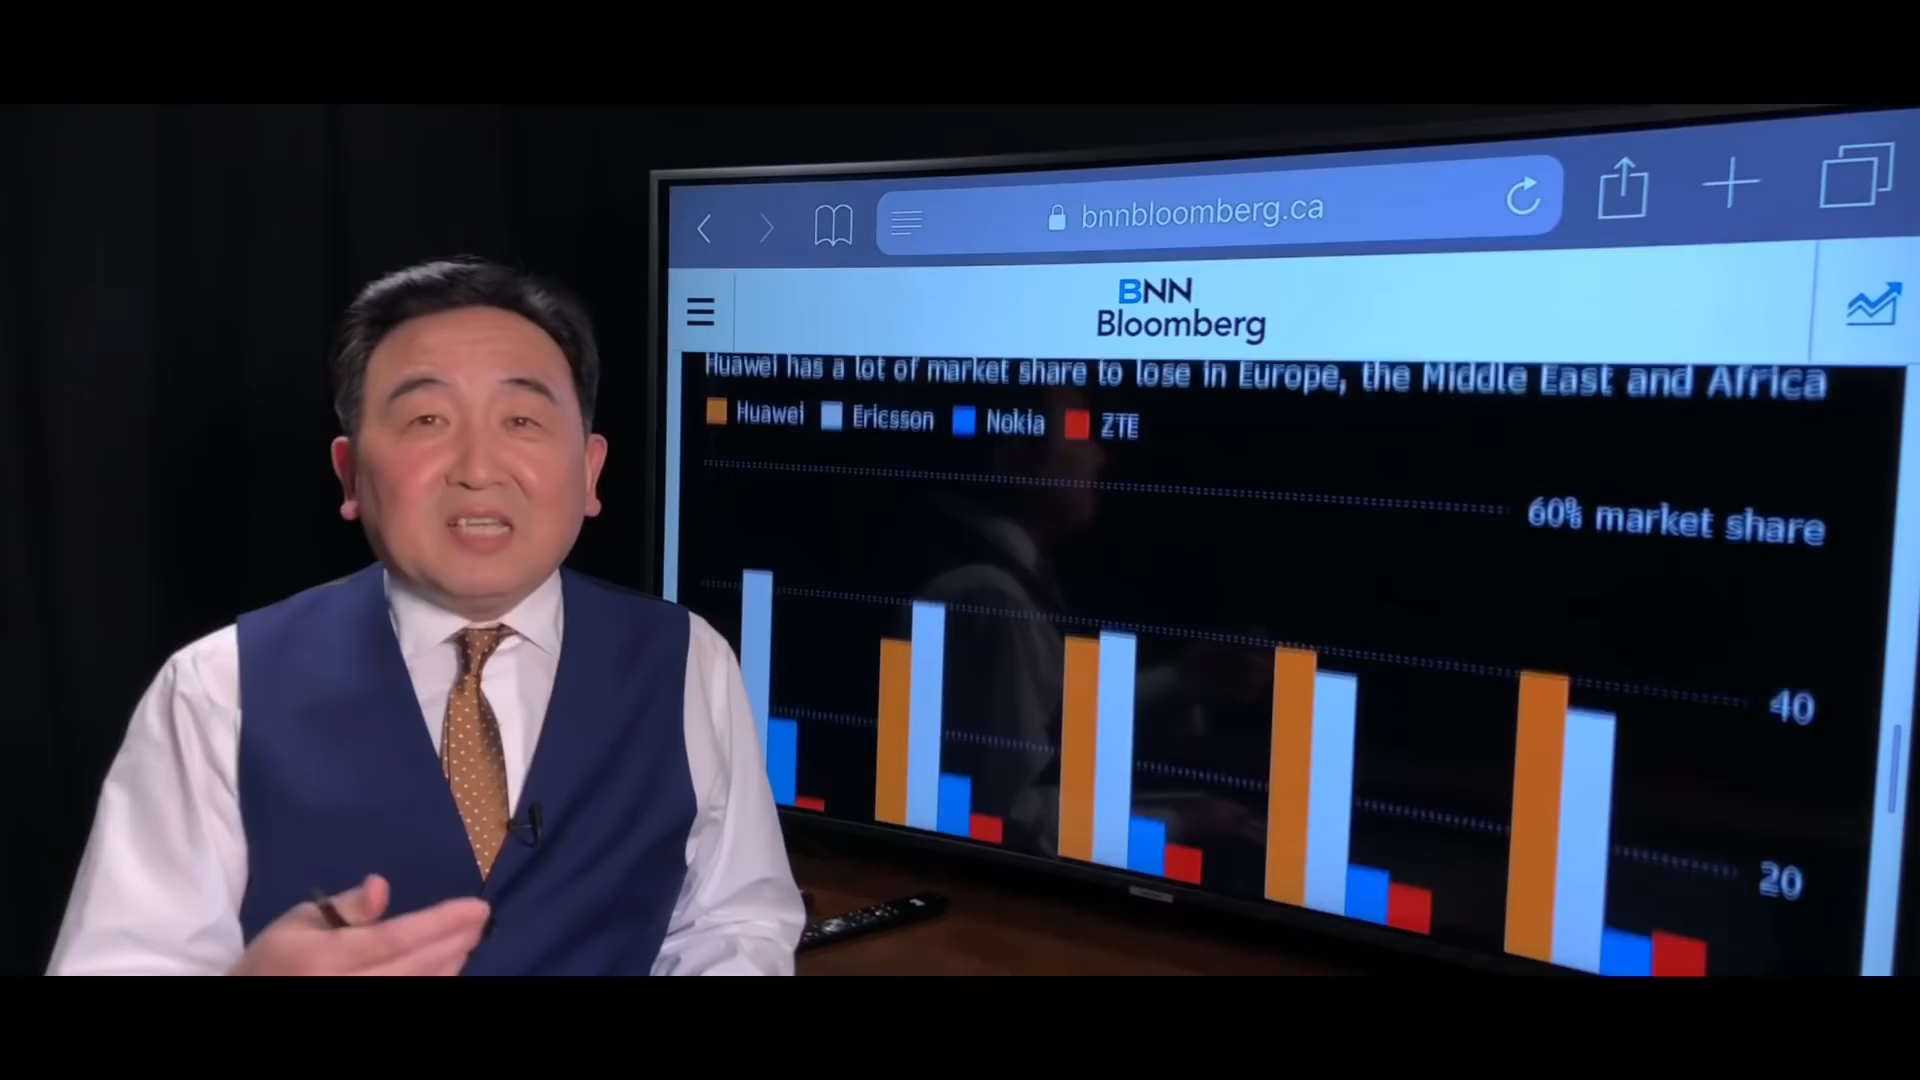 bnnbloomberg.ca
BNN
Bloomberg
Huawei has a lot of market share to lose in Europe, the Middle East and Africa
Huawei Ericsson Nokia ZTE
60% market share
40
20